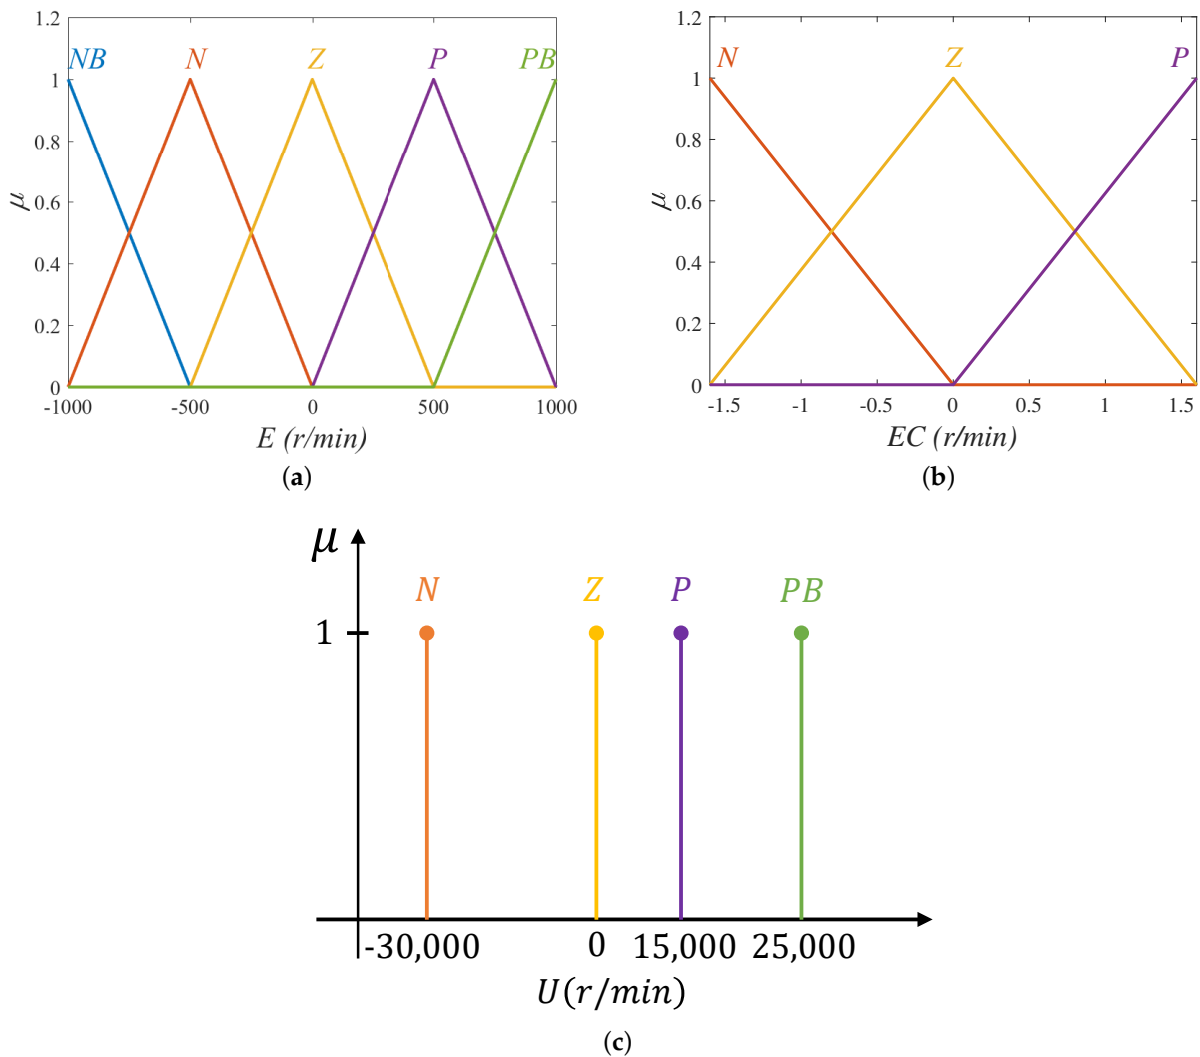 1.2
NB N Z P PB
1
0.8
0.6
μ
0.4
0.2
0
-1000 -500 0 500 1000
E (r/min)
(a)
1.2
N Z P
1
0.8
0.6
μ
0.4
0.2
0
-1.5 -1 -0.5 0 0.5 1 1.5
EC (r/min)
(b)
μ
N Z P PB
1
-30,000 0 15,000 25,000
U(r/min)
(c)